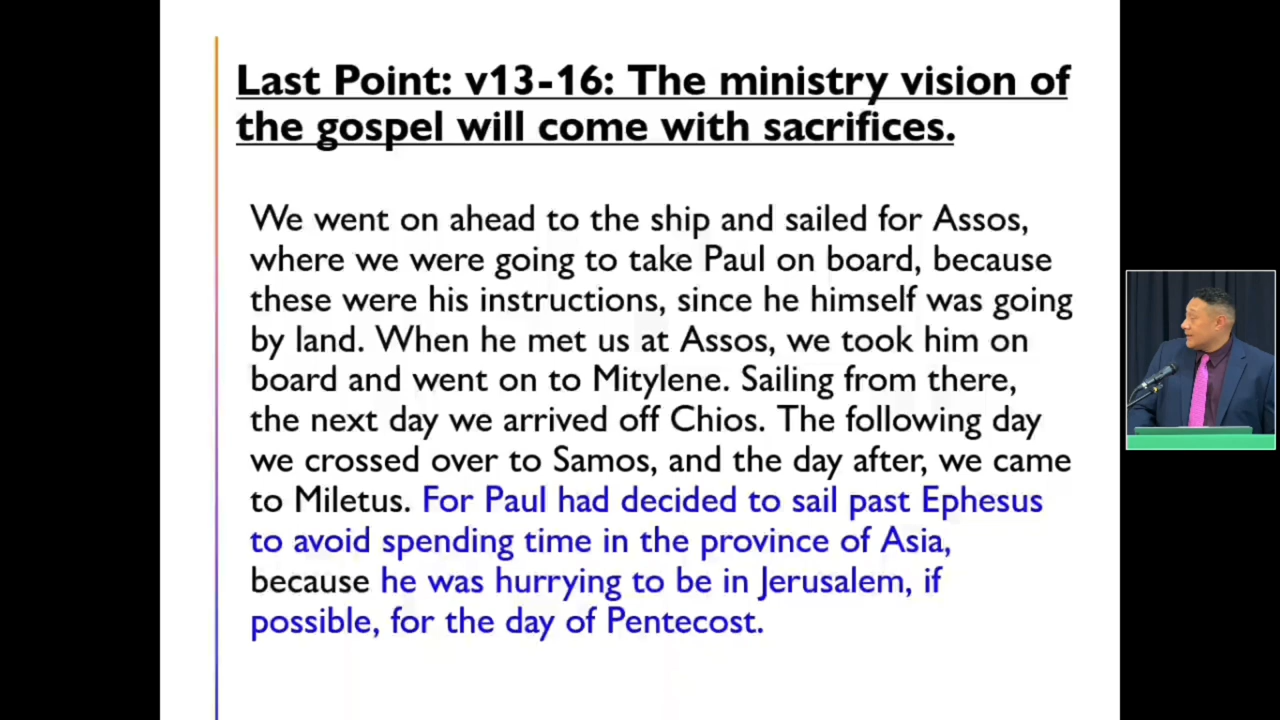 Last Point: v13-16: The ministry vision of
the gospel will come with sacrifices.
We went on ahead to the ship and sailed for Assos,
where we were going to take Paul on board, because
these were his instructions, since he himself was going
by land. When he met us at Assos, we took him on
board and went on to Mitylene. Sailing from there,
the next day we arrived off Chios. The following day
we crossed over to Samos, and the day after, we came
to Miletus. For Paul had decided to sail past Ephesus
to avoid spending time in the province of Asia,
because he was hurrying to be in Jerusalem, if
possible, for the day of Pentecost.